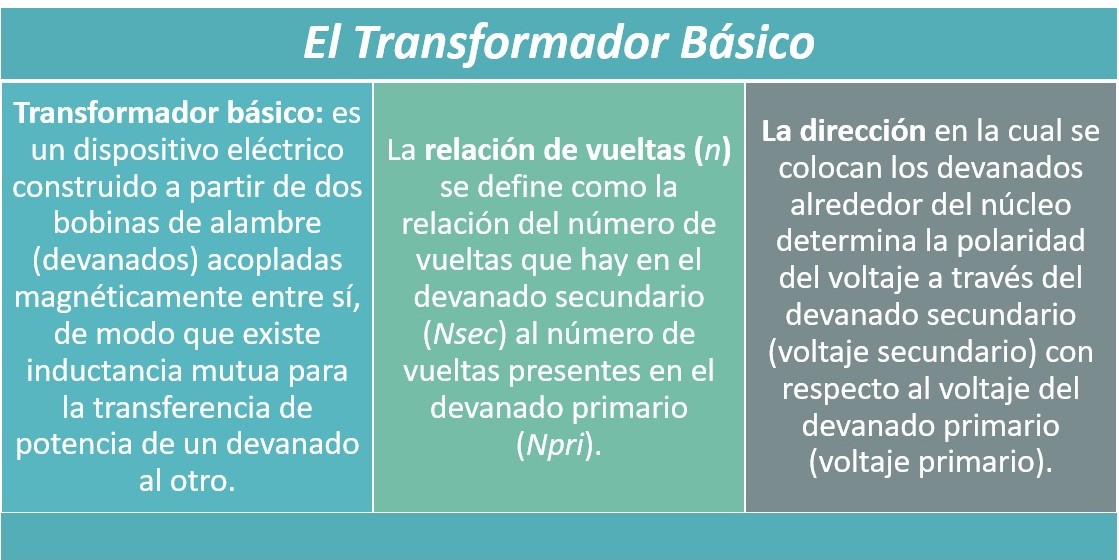 El Transformador Básico
Transformador básico: es
un dispositivo eléctrico
construido a partir de dos
bobinas de alambre
(devanados) acopladas
magnéticamente entre sí,
de modo que existe
inductancia mutua para
la transferencia de
potencia de un devanado
al otro.
La relación de vueltas (n)
se define como la
relación del número de
vueltas que hay en el
devanado secundario
(Nsec) al número de
vueltas presentes en el
devanado primario
(Npri).
La dirección en la cual se
colocan los devanados
alrededor del núcleo
determina la polaridad
del voltaje a través del
devanado secundario
(voltaje secundario) con
respecto al voltaje del
devanado primario
(voltaje primario).